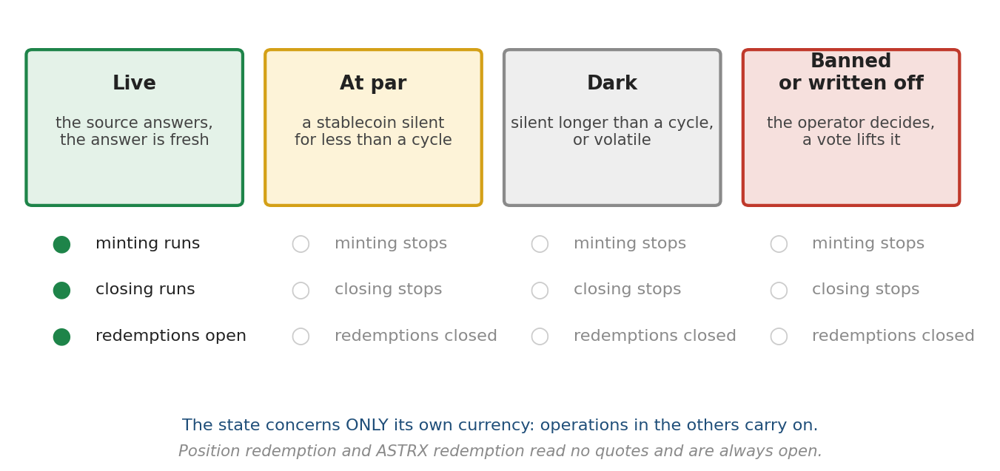 Live
the source answers,
the answer is fresh
At par
a stablecoin silent
for less than a cycle
Dark
silent longer than a cycle,
or volatile
Banned
or written off
the operator decides,
a vote lifts it
minting runs
closing runs
redemptions open
minting stops
closing stops
redemptions closed
minting stops
closing stops
redemptions closed
minting stops
closing stops
redemptions closed
The state concerns ONLY its own currency: operations in the others carry on.
Position redemption and ASTRX redemption read no quotes and are always open.